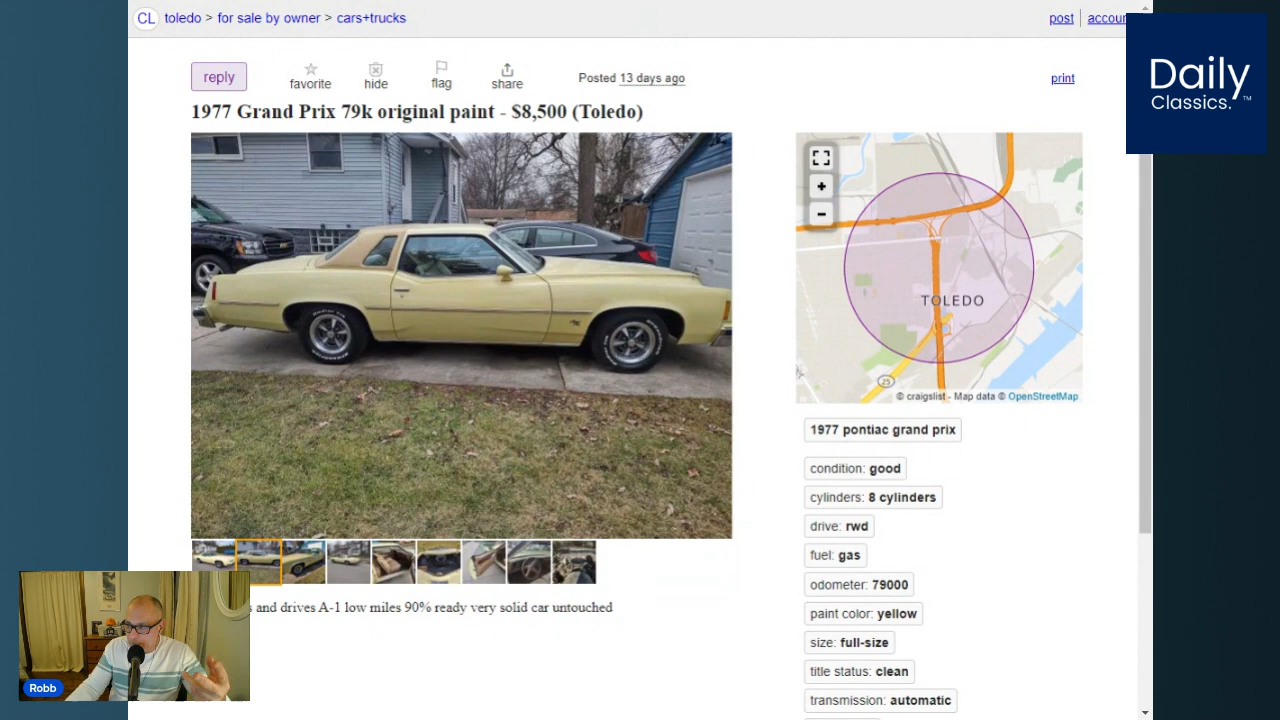 CL toledo > for sale by owner > cars+trucks
post
reply
favorite
hide
flag
share
Posted 13 days ago
print
1977 Grand Prix 79k original paint - $8,500 (Toledo)
Daily
Classics.™
+
−
TOLEDO
25
© craigslist - Map data © OpenStreetMap
1977 pontiac grand prix
condition: good
cylinders: 8 cylinders
drive: rwd
fuel: gas
odometer: 79000
paint color: yellow
size: full-size
title status: clean
transmission: automatic
and drives A-1 low miles 90% ready very solid car untouched
Robb